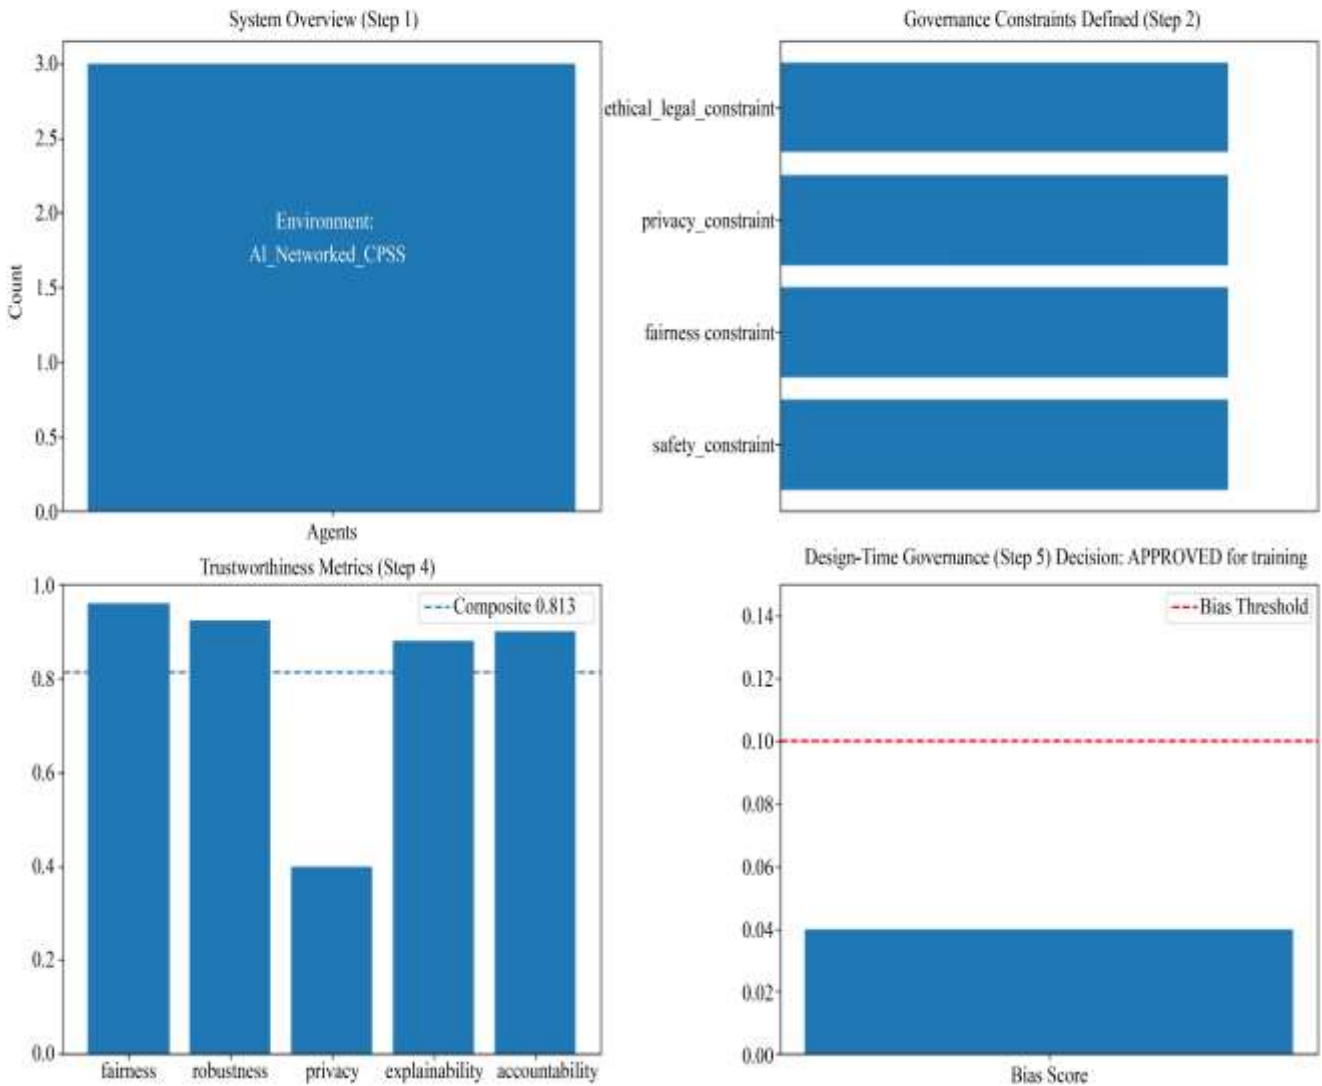 System Overview (Step 1)
3.0
2.5
2.0
1.5
1.0
0.5
0.0
Count
Environment:
AI_Networked_CPSS
Agents
Governance Constraints Defined (Step 2)
ethical_legal_constraint
privacy_constraint
fairness constraint
safety_constraint
Trustworthiness Metrics (Step 4)
1.0
0.8
0.6
0.4
0.2
0.0
Composite 0.813
fairness
robustness
privacy
explainability
accountability
Design-Time Governance (Step 5) Decision: APPROVED for training
0.14
0.12
0.10
0.08
0.06
0.04
0.02
0.00
Bias Threshold
Bias Score